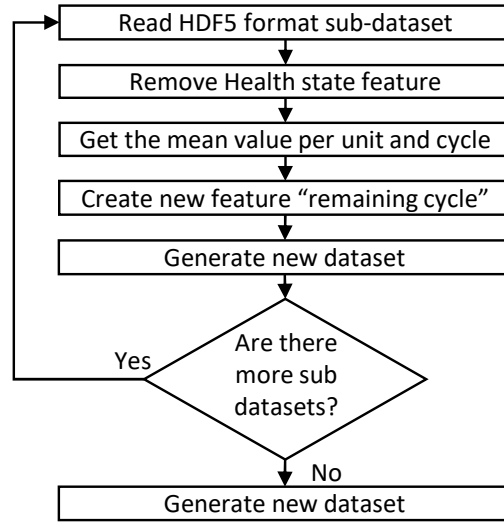 Read HDF5 format sub-dataset
Remove Health state feature
Get the mean value per unit and cycle
Create new feature “remaining cycle”
Generate new dataset
Yes
Are there
more sub
datasets?
No
Generate new dataset